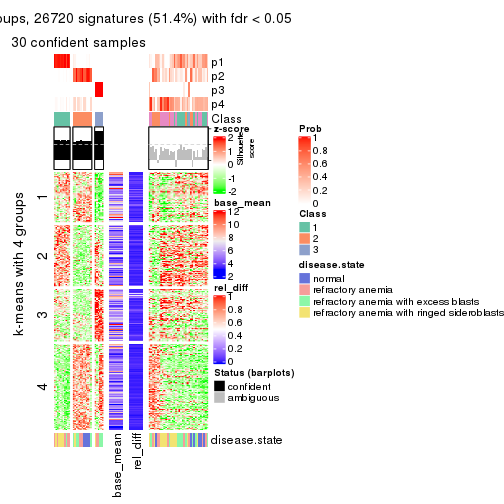 oups, 26720 signatures (51.4%) with fdr < 0.05
30 confident samples
p1
p2
p3
p4
Class
z-score
2
1
0
-1
-2
Silhouette
score
base_mean
12
10
8
6
4
2
rel_diff
1
0.8
0.6
0.4
0.2
0
Status (barplots)
confident
ambiguous
Prob
1
0.8
0.6
0.4
0.2
0
Class
1
2
3
disease.state
normal
refractory anemia
refractory anemia with excess blasts
refractory anemia with ringed sideroblasts
k-means with 4 groups
1
2
3
4
base_mean
rel_diff
disease.state